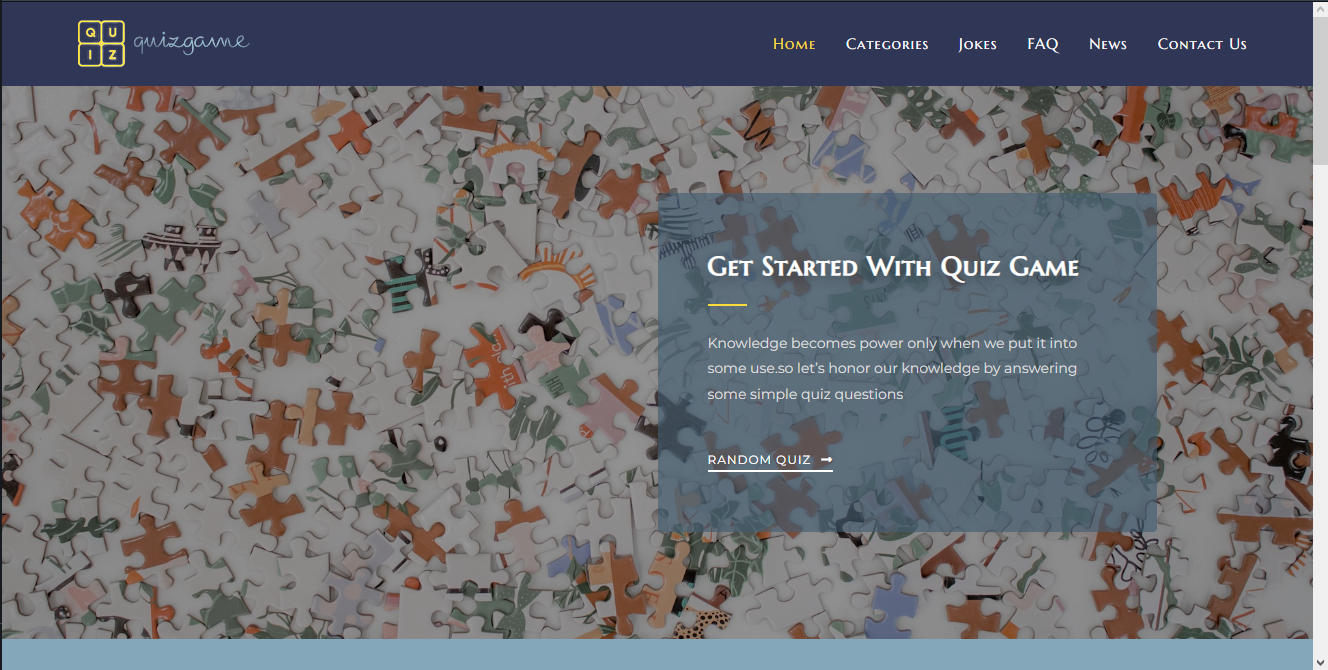 QU
IZ
quizgame
Home Categories Jokes FAQ News Contact Us
Get Started With Quiz Game
Knowledge becomes power only when we put it into
some use.so let's honor our knowledge by answering
some simple quiz questions
RANDOM QUIZ